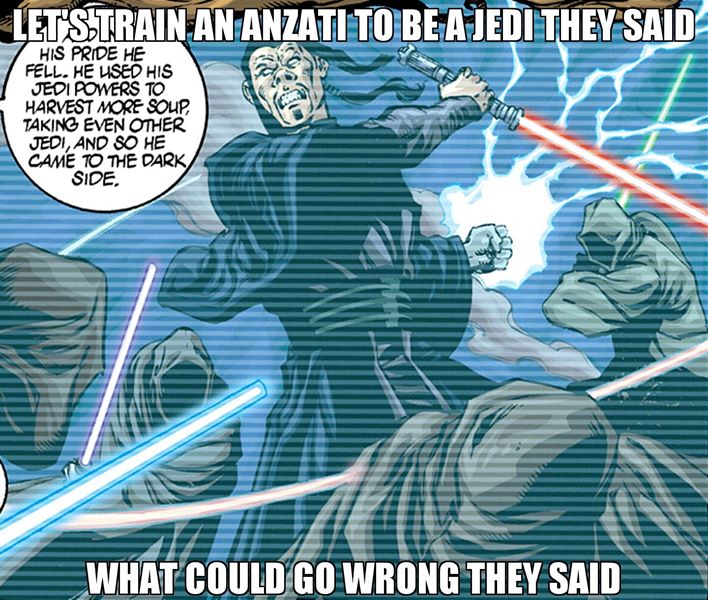 LET'S TRAIN AN ANZATI TO BE A JEDI THEY SAID
HIS PRIDE HE
FELL. HE USED HIS
JEDI POWERS TO
HARVEST MORE SOUP,
TAKING EVEN OTHER
JEDI, AND SO HE
CAME TO THE DARK
SIDE.
WHAT COULD GO WRONG THEY SAID